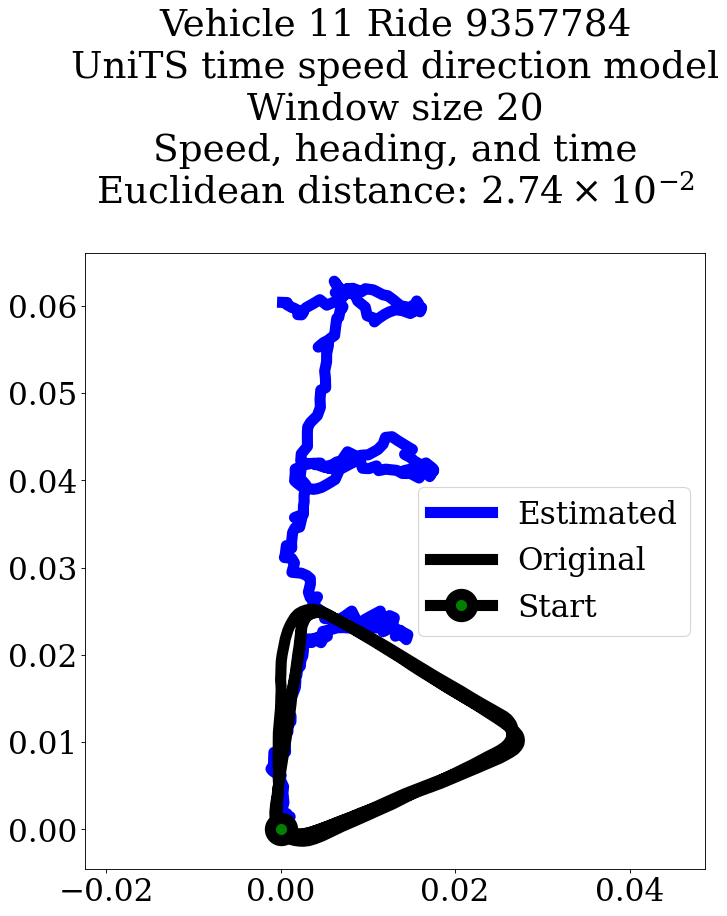 Vehicle 11 Ride 9357784
UniTS time speed direction model
Window size 20
Speed, heading, and time
Euclidean distance: $2.74 \times 10^{-2}$
0.06
0.05
0.04
0.03
0.02
0.01
0.00
Estimated
Original
Start
−0.02 0.00 0.02 0.04